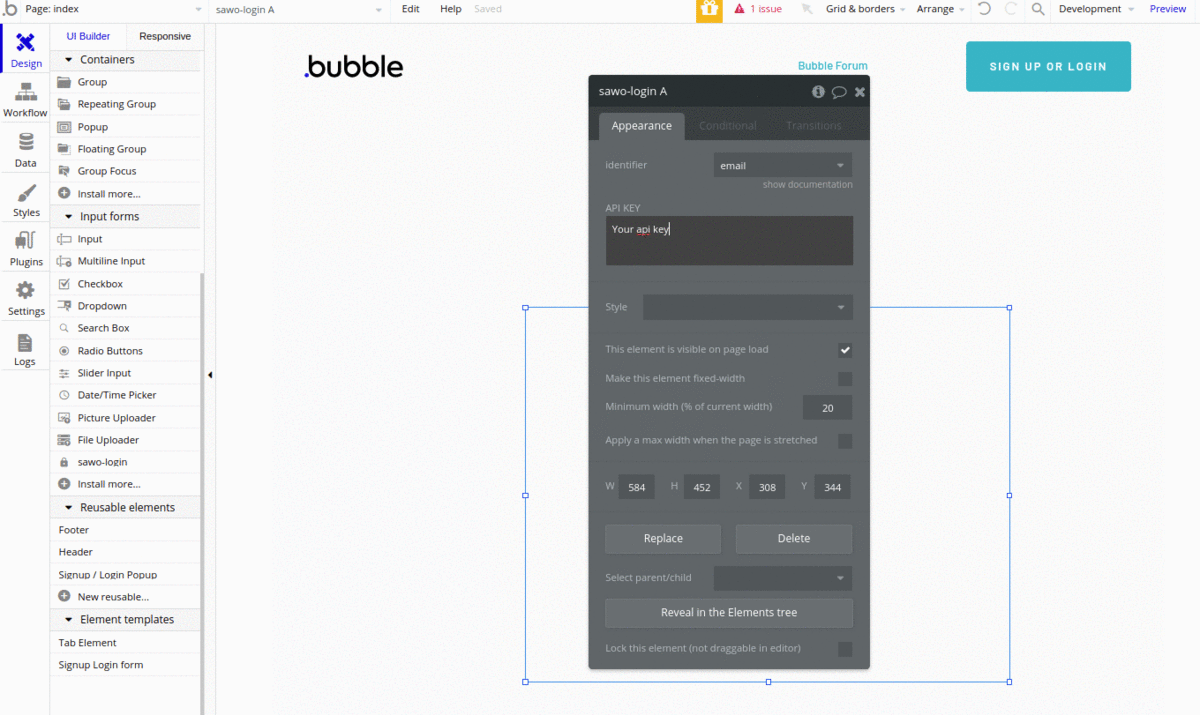 Page: index
sawo-login A
Edit
Help
Saved
1 issue
Grid & borders
Arrange
Development
Preview
Design
Workflow
Data
Styles
Plugins
Settings
Logs
UI Builder
Responsive
Containers
Group
Repeating Group
Popup
Floating Group
Group Focus
Install more...
Input forms
Input
Multiline Input
Checkbox
Dropdown
Search Box
Radio Buttons
Slider Input
Date/Time Picker
Picture Uploader
File Uploader
sawo-login
Install more...
Reusable elements
Footer
Header
Signup / Login Popup
New reusable...
Element templates
Tab Element
Signup Login form
.bubble
Bubble Forum
SIGN UP OR LOGIN
sawo-login A
Appearance
Conditional
Transitions
identifier
email
show documentation
API KEY
Your api key
Style
This element is visible on page load
Make this element fixed-width
Minimum width (% of current width)
20
Apply a max width when the page is stretched
W 584 H 452 X 308 Y 344
Replace
Delete
Select parent/child
Reveal in the Elements tree
Lock this element (not draggable in editor)